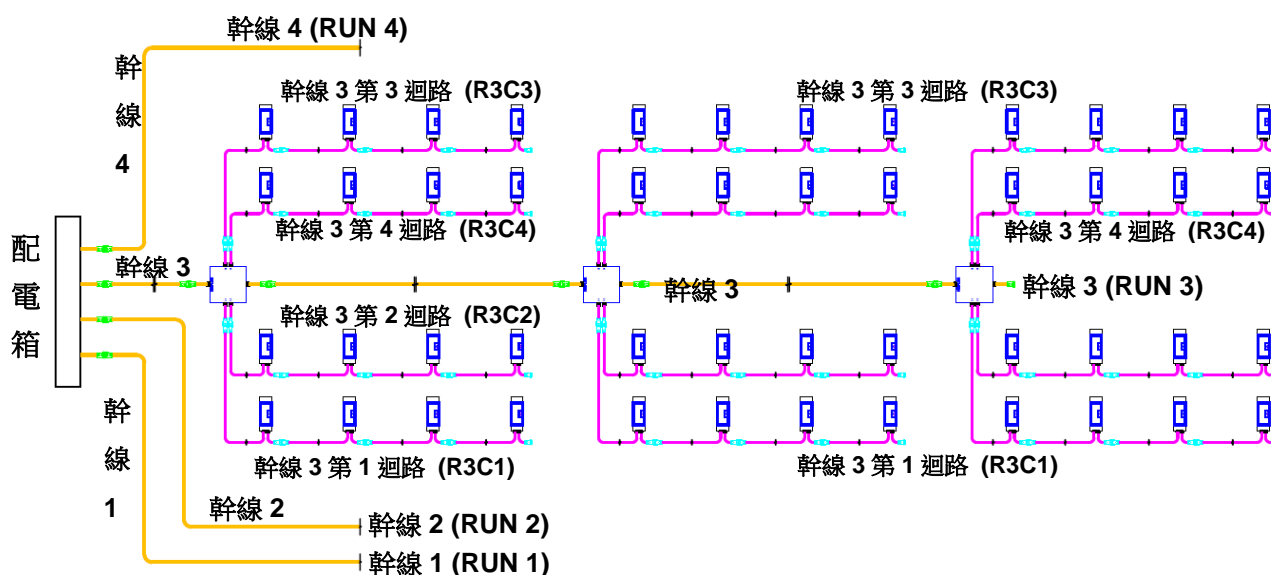 幹線 4 (RUN 4)
幹線 4
幹線 3 第 3 迴路 (R3C3)
幹線 3 第 3 迴路 (R3C3)
幹線 3 第 4 迴路 (R3C4)
幹線 3 第 4 迴路 (R3C4)
配電箱
幹線 3
幹線 3
幹線 3 (RUN 3)
幹線 3 第 2 迴路 (R3C2)
幹線 1
幹線 3 第 1 迴路 (R3C1)
幹線 3 第 1 迴路 (R3C1)
幹線 2
幹線 2 (RUN 2)
幹線 1 (RUN 1)